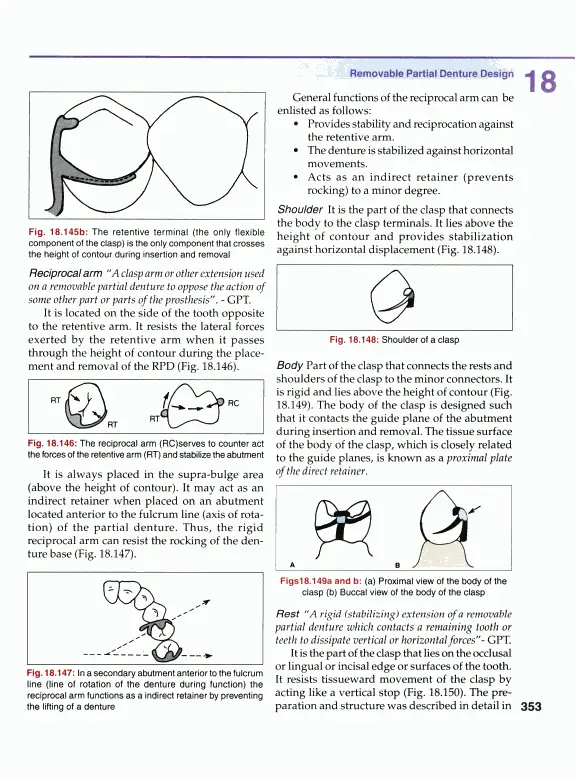 Removable Partial Denture Design
18
Fig. 18.145b: The retentive terminal (the only flexible
component of the clasp) is the only component that crosses
the height of contour during insertion and removal
Reciprocal arm "A clasp arm or other extension used
on a removable partial denture to oppose the action of
some other part or parts of the prosthesis". - GPT.
It is located on the side of the tooth opposite
to the retentive arm. It resists the lateral forces
exerted by the retentive arm when it passes
through the height of contour during the place-
ment and removal of the RPD (Fig. 18.146).
RT
RT
RT
RC
Fig. 18.146: The reciprocal arm (RC)serves to counter act
the forces of the retentive arm (RT) and stabilize the abutment
It is always placed in the supra-bulge area
(above the height of contour). It may act as an
indirect retainer when placed on an abutment
located anterior to the fulcrum line (axis of rota-
tion) of the partial denture. Thus, the rigid
reciprocal arm can resist the rocking of the den-
ture base (Fig. 18.147).
Fig. 18.147: In a secondary abutment anterior to the fulcrum
line (line of rotation of the denture during function) the
reciprocal arm functions as a indirect retainer by preventing
the lifting of a denture
General functions of the reciprocal arm can be
enlisted as follows:
• Provides stability and reciprocation against
the retentive arm.
• The denture is stabilized against horizontal
movements.
• Acts as an indirect retainer (prevents
rocking) to a minor degree.
Shoulder It is the part of the clasp that connects
the body to the clasp terminals. It lies above the
height of contour and provides stabilization
against horizontal displacement (Fig. 18.148).
Fig. 18.148: Shoulder of a clasp
Body Part of the clasp that connects the rests and
shoulders of the clasp to the minor connectors. It
is rigid and lies above the height of contour (Fig.
18.149). The body of the clasp is designed such
that it contacts the guide plane of the abutment
during insertion and removal. The tissue surface
of the body of the clasp, which is closely related
to the guide planes, is known as a proximal plate
of the direct retainer.
A
B
Figs18.149a and b: (a) Proximal view of the body of the
clasp (b) Buccal view of the body of the clasp
Rest "A rigid (stabilizing) extension of a removable
partial denture which contacts a remaining tooth or
teeth to dissipate vertical or horizontal forces"- GPT.
It is the part of the clasp that lies on the occlusal
or lingual or incisal edge or surfaces of the tooth.
It resists tissueward movement of the clasp by
acting like a vertical stop (Fig. 18.150). The pre-
paration and structure was described in detail in
353